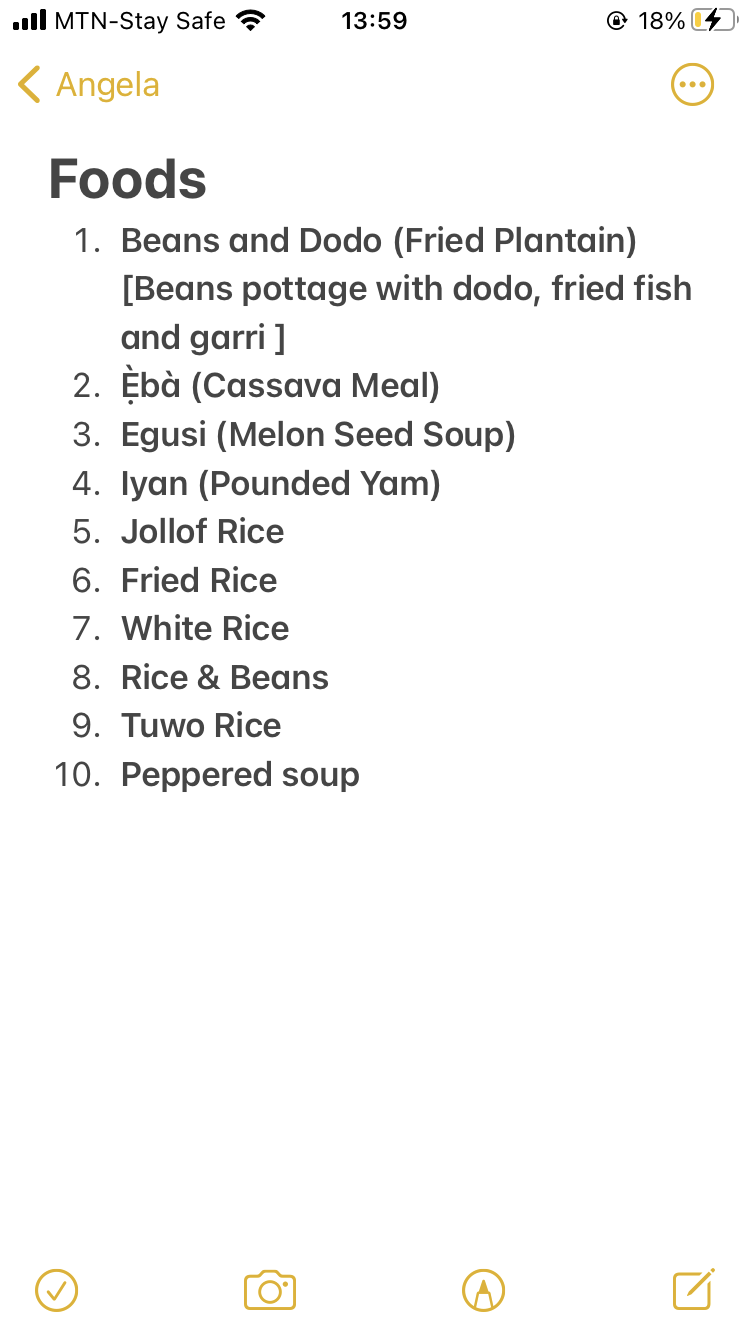 MTN-Stay Safe 13:59 18%
Angela
Foods
1. Beans and Dodo (Fried Plantain)
[Beans pottage with dodo, fried fish
and garri ]
2. Ẹ̀bà (Cassava Meal)
3. Egusi (Melon Seed Soup)
4. Iyan (Pounded Yam)
5. Jollof Rice
6. Fried Rice
7. White Rice
8. Rice & Beans
9. Tuwo Rice
10. Peppered soup